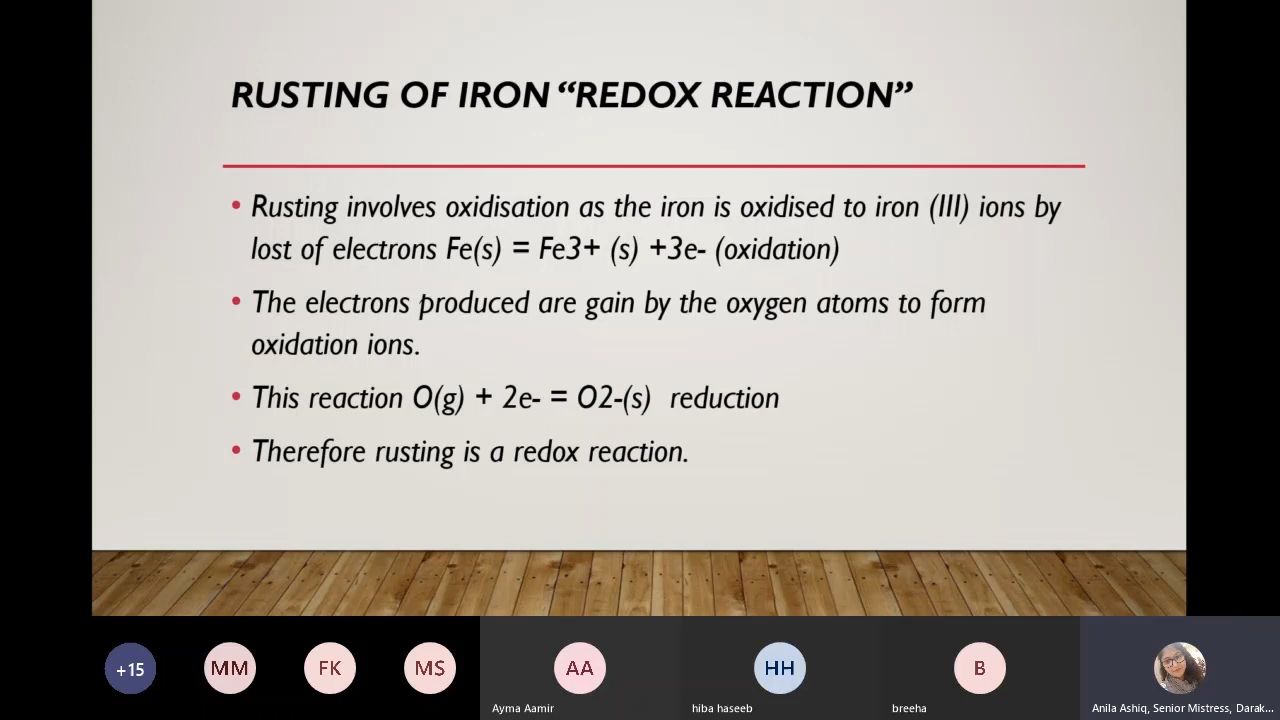 RUSTING OF IRON “REDOX REACTION”
• Rusting involves oxidisation as the iron is oxidised to iron (III) ions by
lost of electrons Fe(s) = Fe3+ (s) +3e- (oxidation)
• The electrons produced are gain by the oxygen atoms to form
oxidation ions.
• This reaction O(g) + 2e- = O2-(s)  reduction
• Therefore rusting is a redox reaction.
+15
MM
FK
MS
AA
HH
B
Ayma Aamir
hiba haseeb
breeha
Anila Ashiq, Senior Mistress, Darak...